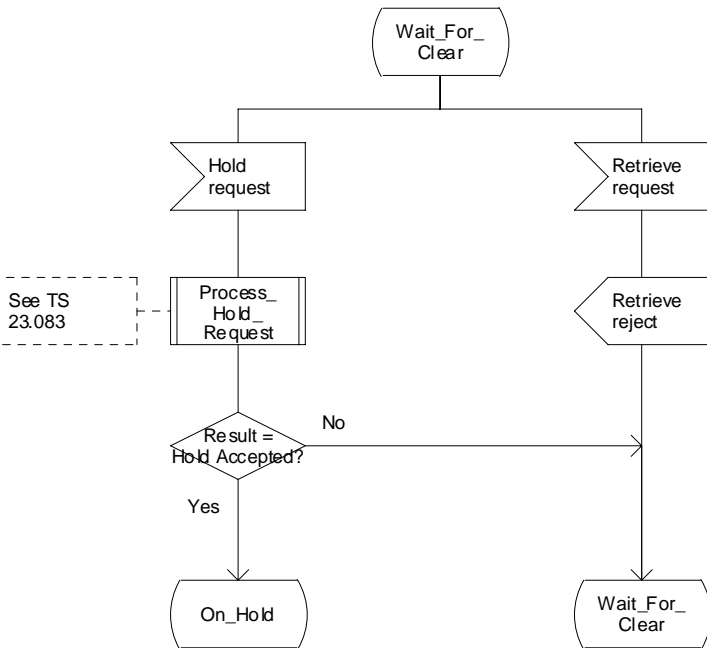 Wait_For_
Clear
Hold
request
Retrieve
request
See TS
23.083
Process_
Hold_
Request
Retrieve
reject
Result =
Hold Accepted?
No
Yes
On_Hold
Wait_For_
Clear